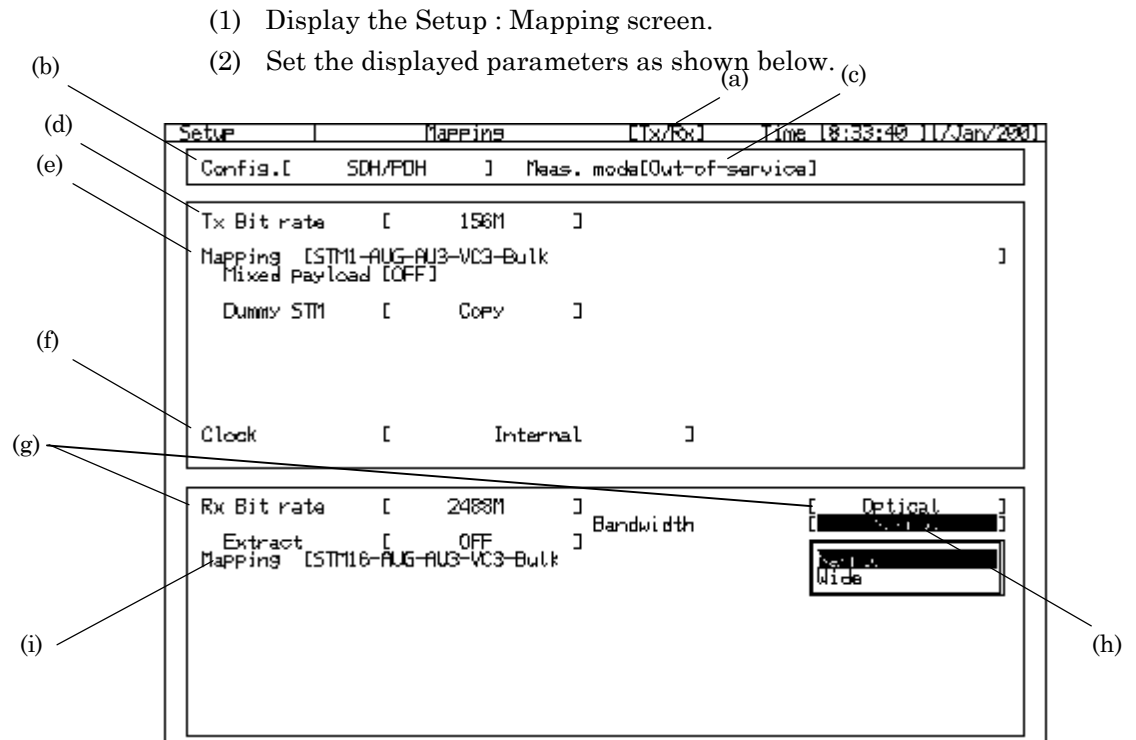 (1) Display the Setup : Mapping screen.
(2) Set the displayed parameters as shown below.
(b)
(a)
(c)
(d)
(e)
(f)
(g)
(i)
(h)
Setup Mapping [Tx/Rx] Time [8:33:40 ][/Jan/200]
Config.[ SDH/PDH ] Meas. mode[Out-of-service]
Tx Bit rate [ 156M ]
Mapping [STM1-AUG-AU3-VC3-Bulk ]
Mixed payload [OFF]
Dummy STM [ Copy ]
Clock [ Internal ]
Rx Bit rate [ 2488M ] [ Optical ]
Bandwidth [ ]
Extract [ OFF ]
Mapping [STM16-AUG-AU3-VC3-Bulk
Wide